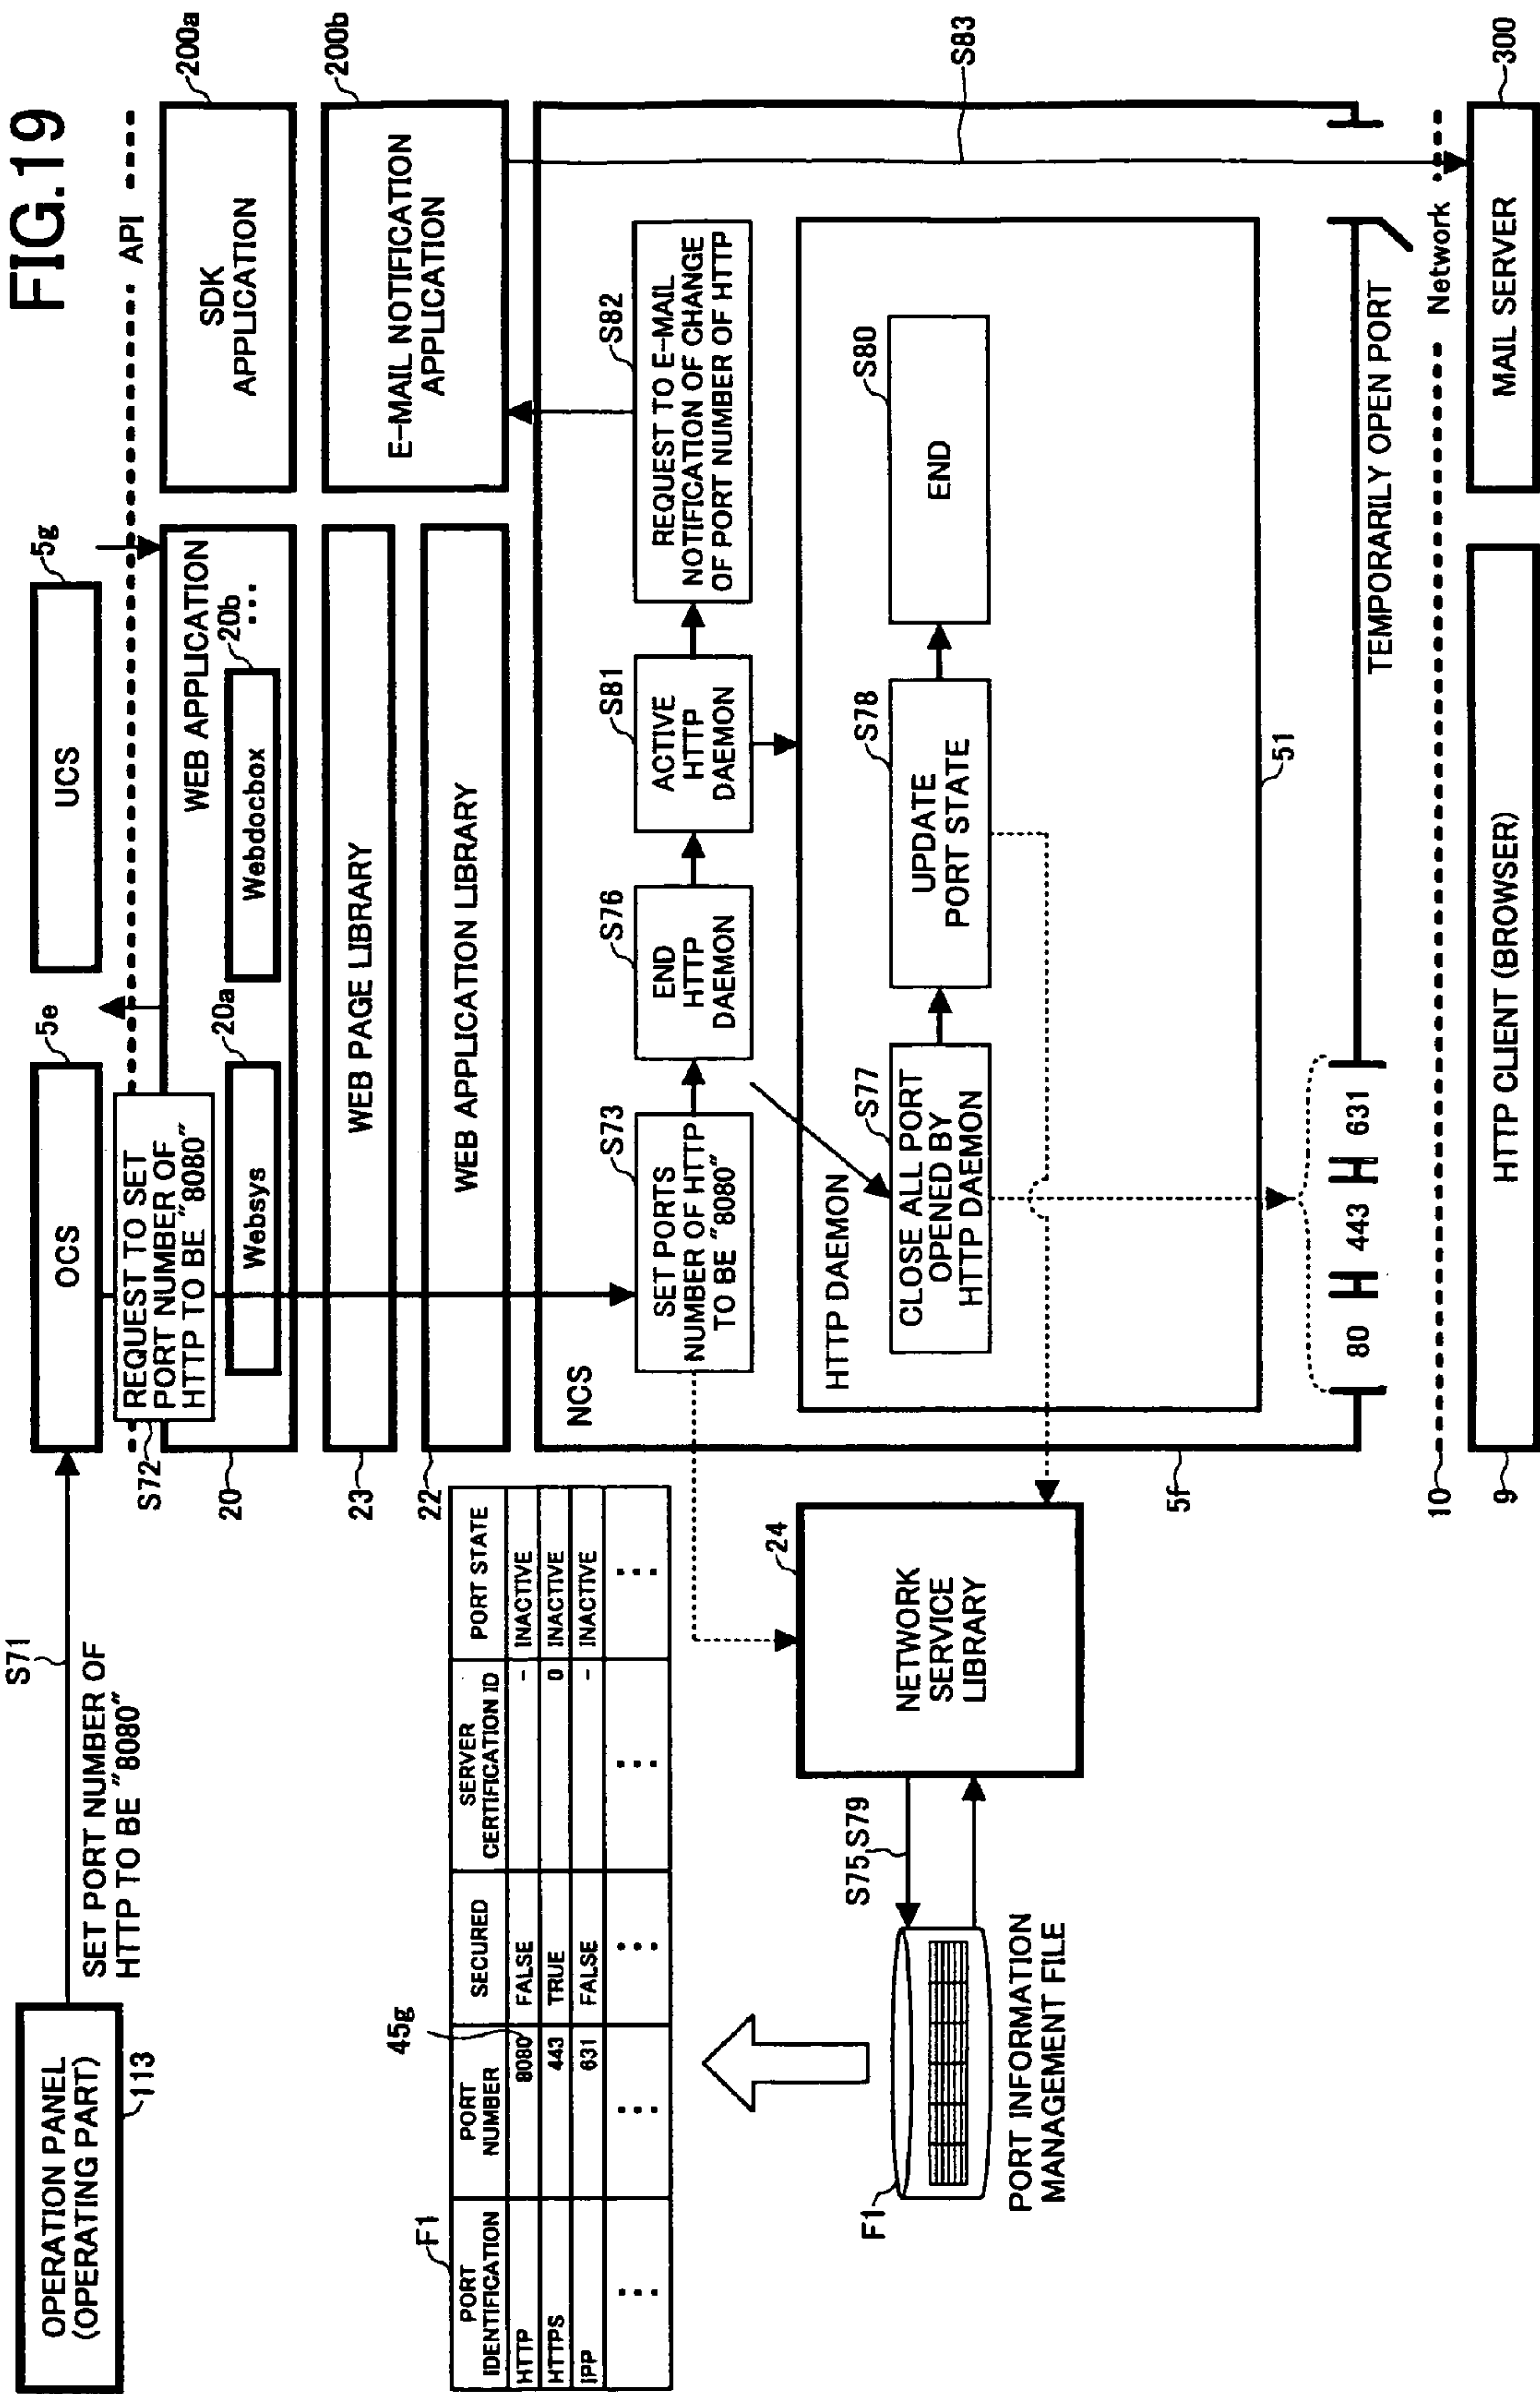 FIG.19
OPERATION PANEL
(OPERATING PART)
113
S71
SET PORT NUMBER OF
HTTP TO BE "8080"
OCS
5e
UCS
5g
API
S72
REQUEST TO SET
PORT NUMBER OF
HTTP TO BE "8080"
WEB APPLICATION
20
Websys
20a
Webdocbox
20b
...
SDK
APPLICATION
200a
WEB PAGE LIBRARY
23
WEB APPLICATION LIBRARY
22
E-MAIL NOTIFICATION
APPLICATION
200b
F1
45g
PORT
IDENTIFICATION
PORT
NUMBER
SECURED
SERVER
CERTIFICATION ID
PORT STATE
HTTP 8080 FALSE - INACTIVE
HTTPS 443 TRUE 0 INACTIVE
IPP 631 FALSE - INACTIVE
... ... ... ... ...
NCS
S73
SET PORTS
NUMBER OF HTTP
TO BE "8080"
S76
END
HTTP
DAEMON
S81
ACTIVE
HTTP
DAEMON
S82
REQUEST TO E-MAIL
NOTIFICATION OF CHANGE
OF PORT NUMBER OF HTTP
S83
HTTP DAEMON
S77
CLOSE ALL PORT
OPENED BY
HTTP DAEMON
S78
UPDATE
PORT STATE
S80
END
51
24
NETWORK
SERVICE
LIBRARY
S75,S79
F1
PORT INFORMATION
MANAGEMENT FILE
5f
80
443
631
TEMPORARILY OPEN PORT
10
Network
9
HTTP CLIENT (BROWSER)
MAIL SERVER
300